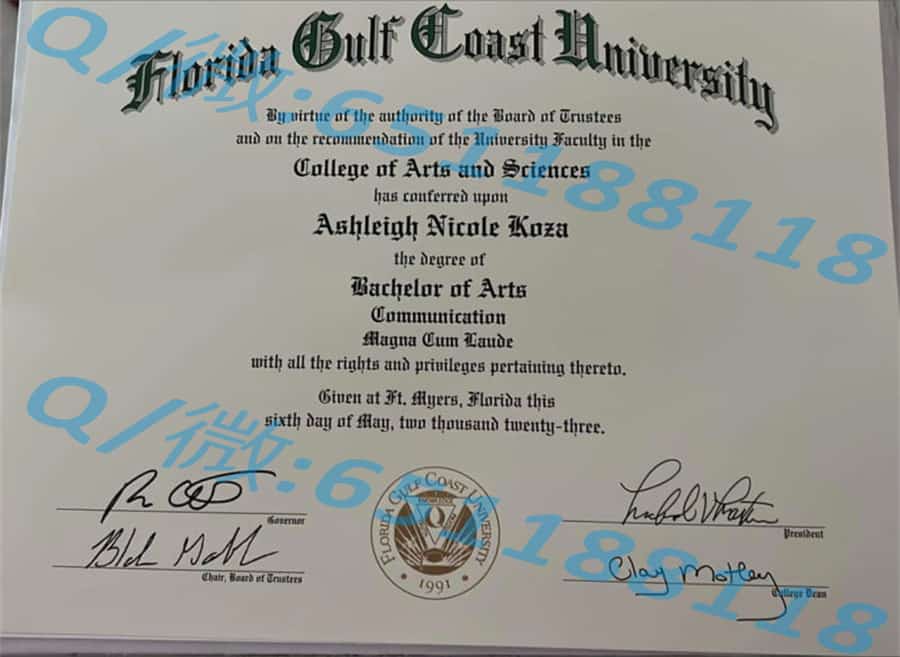 Florida Gulf Coast University
By virtue of the authority of the Board of Trustees
and on the recommendation of the University Faculty in the
College of Arts and Sciences
has conferred upon
Ashleigh Nicole Koza
the degree of
Bachelor of Arts
Communication
Magna Cum Laude
with all the rights and privileges pertaining thereto.
Given at Ft. Myers, Florida this
sixth day of May, two thousand twenty-three.
Governor
Chair, Board of Trustees
FLORIDA GULF COAST UNIVERSITY
1991
President
Clay Motley
College Dean
Q/微:651188118
Q/微:651188118